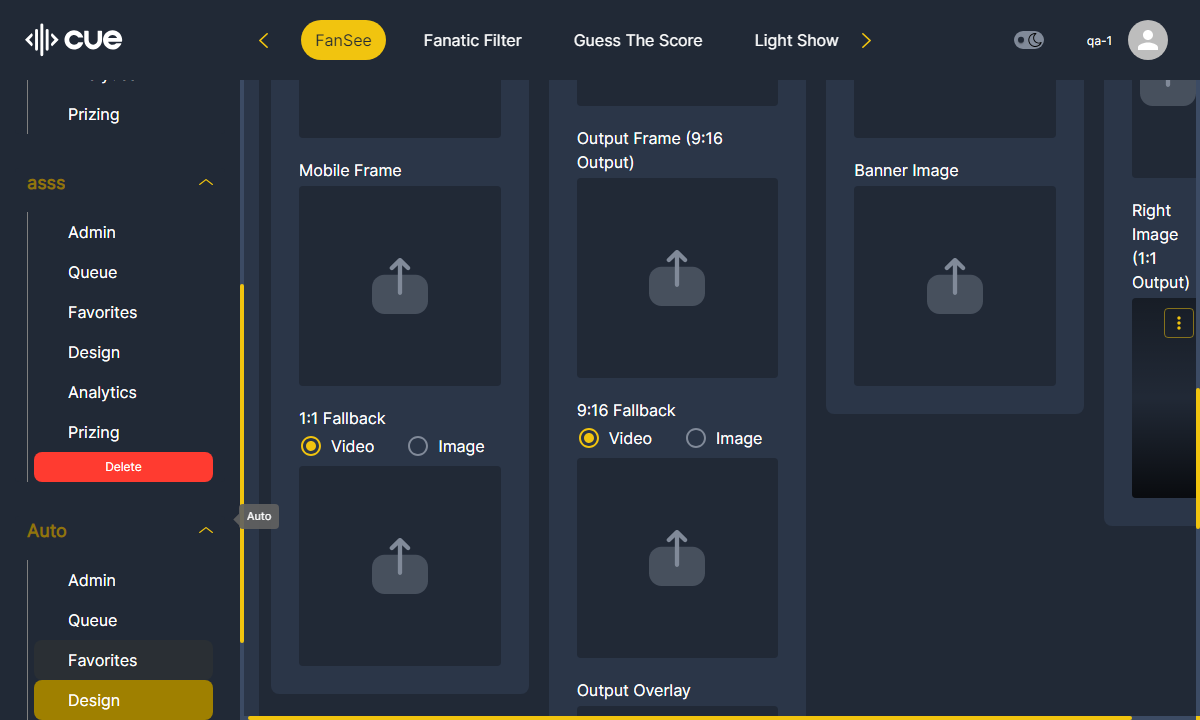 cue
FanSee
Fanatic Filter
Guess The Score
Light Show
qa-1
Prizing
asss
Admin
Queue
Favorites
Design
Analytics
Prizing
Delete
Auto
Auto
Admin
Queue
Favorites
Design
Mobile Frame
1:1 Fallback
Video
Image
Output Frame (9:16
Output)
9:16 Fallback
Video
Image
Output Overlay
Banner Image
Right
Image
(1:1
Output)